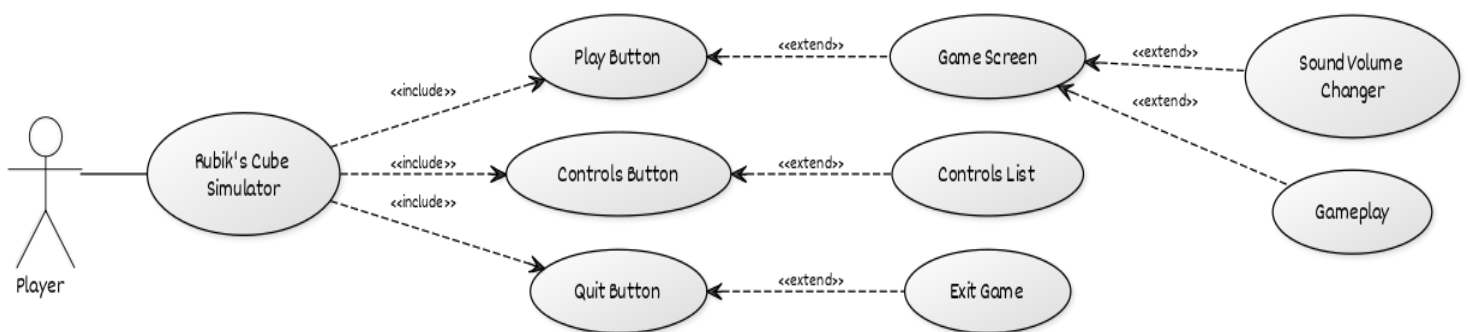 Player
Rubik's Cube
Simulator
<<include>>
<<include>>
<<include>>
Play Button
Controls Button
Quit Button
<<extend>>
<<extend>>
<<extend>>
Game Screen
Controls List
Exit Game
<<extend>>
<<extend>>
Sound Volume
Changer
Gameplay